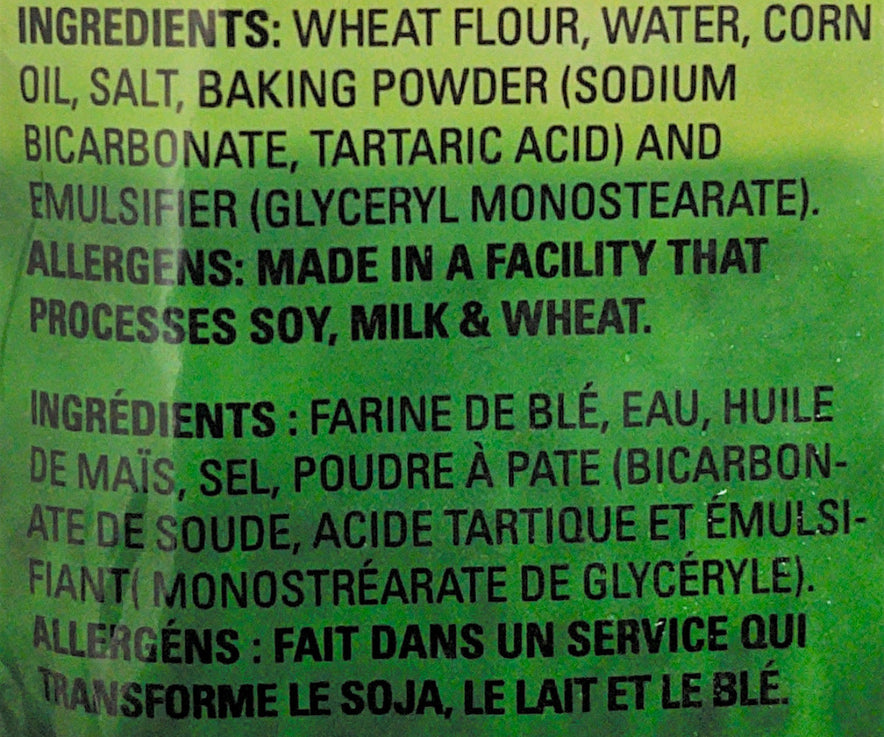 INGREDIENTS: WHEAT FLOUR, WATER, CORN
OIL, SALT, BAKING POWDER (SODIUM
BICARBONATE, TARTARIC ACID) AND
EMULSIFIER (GLYCERYL MONOSTEARATE).
ALLERGENS: MADE IN A FACILITY THAT
PROCESSES SOY, MILK & WHEAT.
INGRÉDIENTS : FARINE DE BLÉ, EAU, HUILE
DE MAÏS, SEL, POUDRE À PATE (BICARBON-
ATE DE SOUDE, ACIDE TARTIQUE ET ÉMULSI-
FIANT( MONOSTRÉARATE DE GLYCÉRYLE).
ALLERGÉNS : FAIT DANS UN SERVICE QUI
TRANSFORME LE SOJA, LE LAIT ET LE BLÉ.